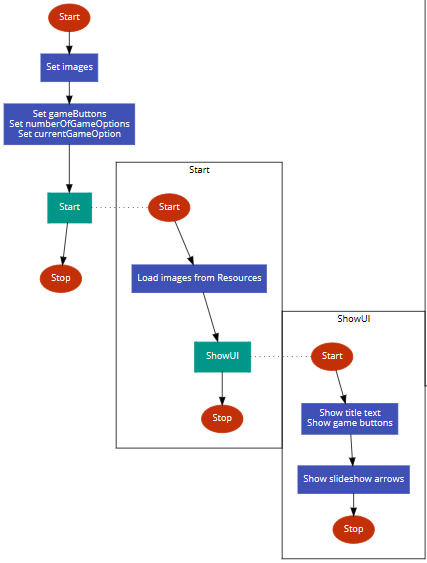 Start
Set images
Set gameButtons
Set numberOfGameOptions
Set currentGameOption
Start
Stop
Start
Start
Load images from Resources
ShowUI
Stop
ShowUI
Start
Show title text
Show game buttons
Show slideshow arrows
Stop